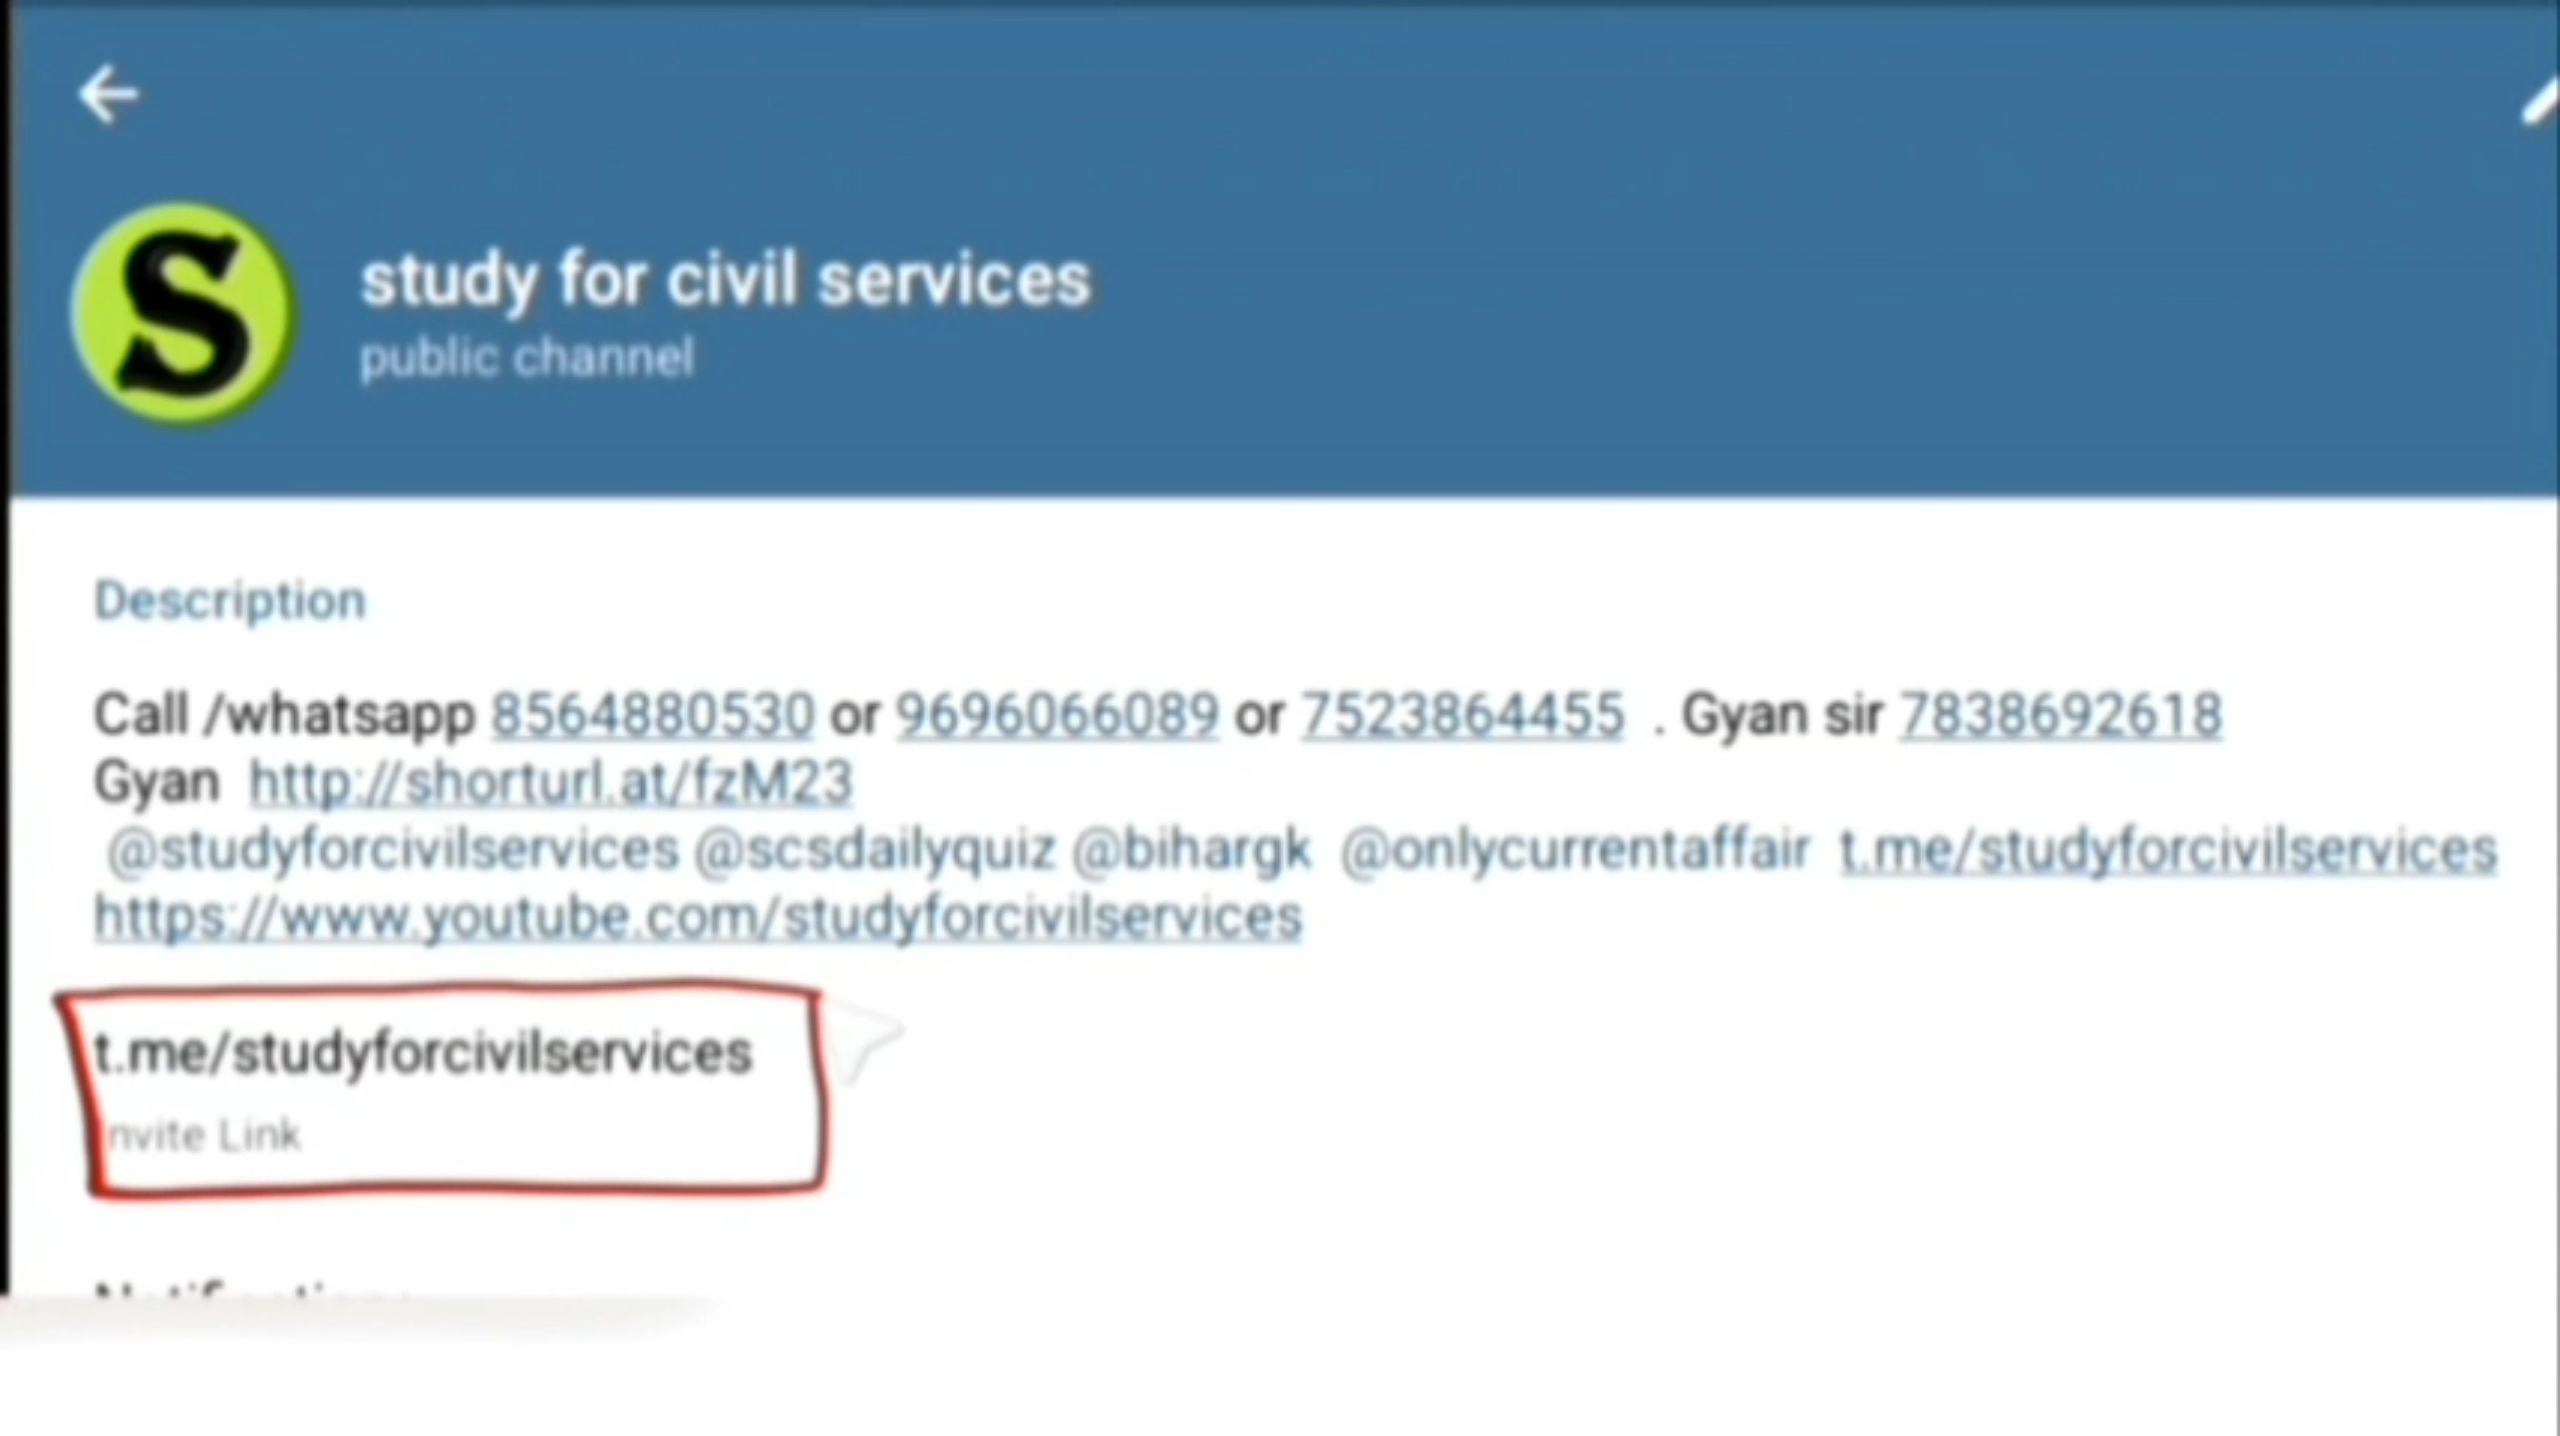 S
study for civil services
public channel
Description
Call /whatsapp 8564880530 or 9696066089 or 7523864455 . Gyan sir 7838692618
Gyan http://shorturl.at/fzM23
@studyforcivilservices @scsdailyquiz @bihargk @onlycurrentaffair t.me/studyforcivilservices
https://www.youtube.com/studyforcivilservices
t.me/studyforcivilservices
nvite Link